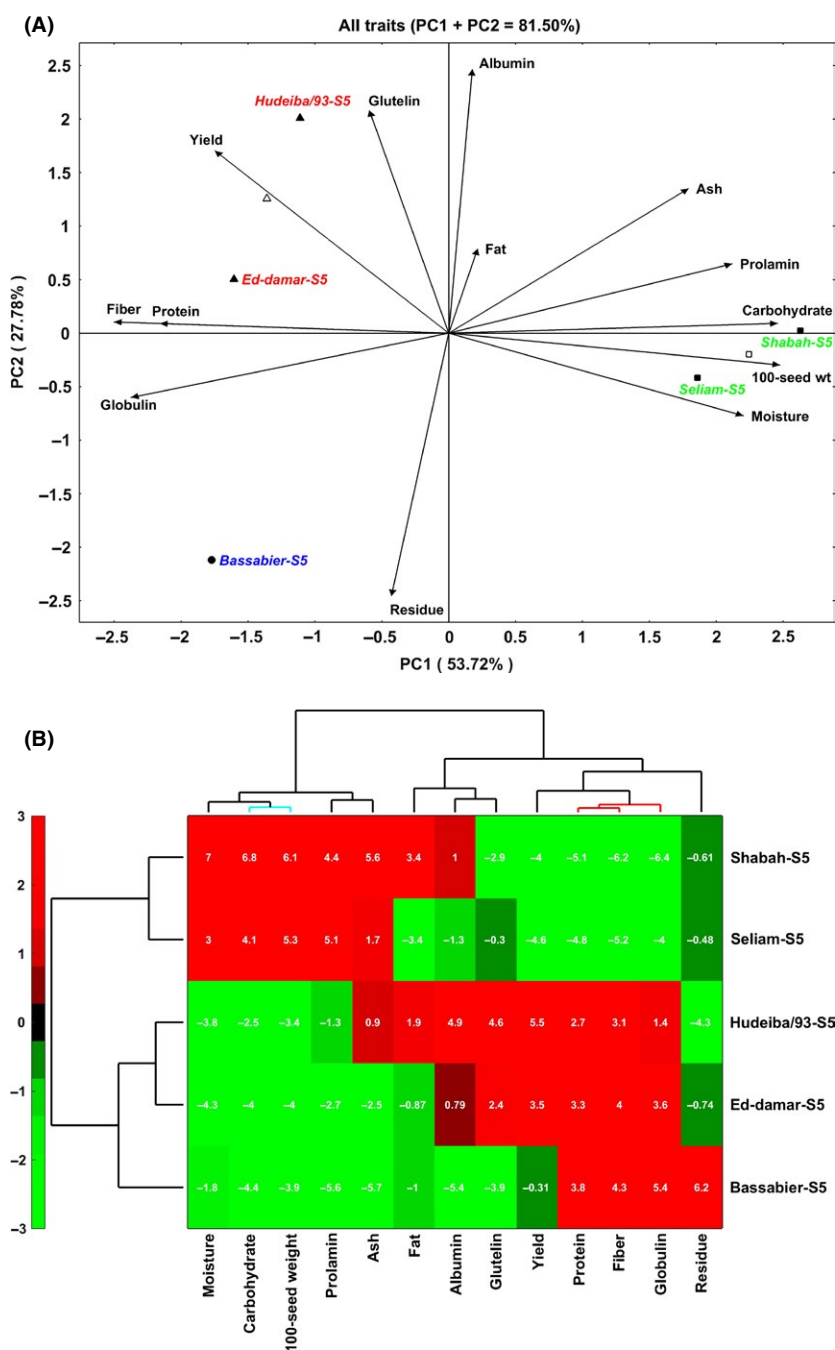 (A)
All traits (PC1 + PC2 = 81.50%)
2.5
2
1.5
1
0.5
0
−0.5
−1
−1.5
−2
−2.5
PC2 ( 27.78% )
Albumin
Hudeiba/93-S5
Glutelin
Yield
Ash
Fat
Prolamin
Ed-damar-S5
Fiber
Protein
Carbohydrate
Shabah-S5
100-seed wt
Seliam-S5
Globulin
Moisture
Bassabier-S5
Residue
−2.5 −2 −1.5 −1 −0.5 0 0.5 1 1.5 2 2.5
PC1 ( 53.72% )
(B)
3
2
1
0
−1
−2
−3
7 6.8 6.1 4.4 5.6 3.4 1 −2.9 −4 −5.1 −6.2 −6.4 −0.61 Shabah-S5
3 4.1 5.3 5.1 1.7 −3.4 −1.3 −0.3 −4.6 −4.8 −5.2 −4 −0.48 Seliam-S5
−3.8 −2.5 −3.4 −1.3 0.9 1.9 4.9 4.6 5.5 2.7 3.1 1.4 −4.3 Hudeiba/93-S5
−4.3 −4 −4 −2.7 −2.5 −0.87 0.79 2.4 3.5 3.3 4 3.6 −0.74 Ed-damar-S5
−1.8 −4.4 −3.9 −5.6 −5.7 −1 −5.4 −3.9 −0.31 3.8 4.3 5.4 6.2 Bassabier-S5
Moisture
Carbohydrate
100-seed weight
Prolamin
Ash
Fat
Albumin
Glutelin
Yield
Protein
Fiber
Globulin
Residue